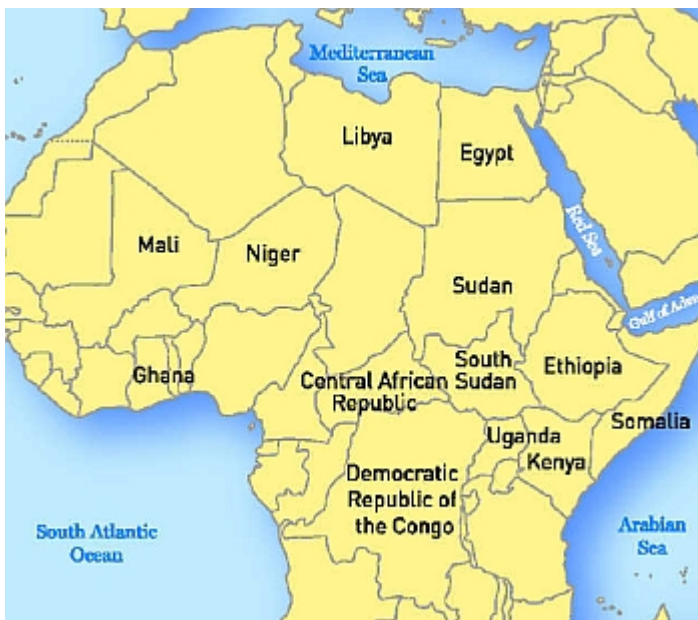 Mediterranean
Sea
Libya
Egypt
Red Sea
Mali
Niger
Sudan
Gulf of Aden
Ghana
Central African
Republic
South
Sudan
Ethiopia
Somalia
Uganda
Kenya
Democratic
Republic of
the Congo
South Atlantic
Ocean
Arabian
Sea